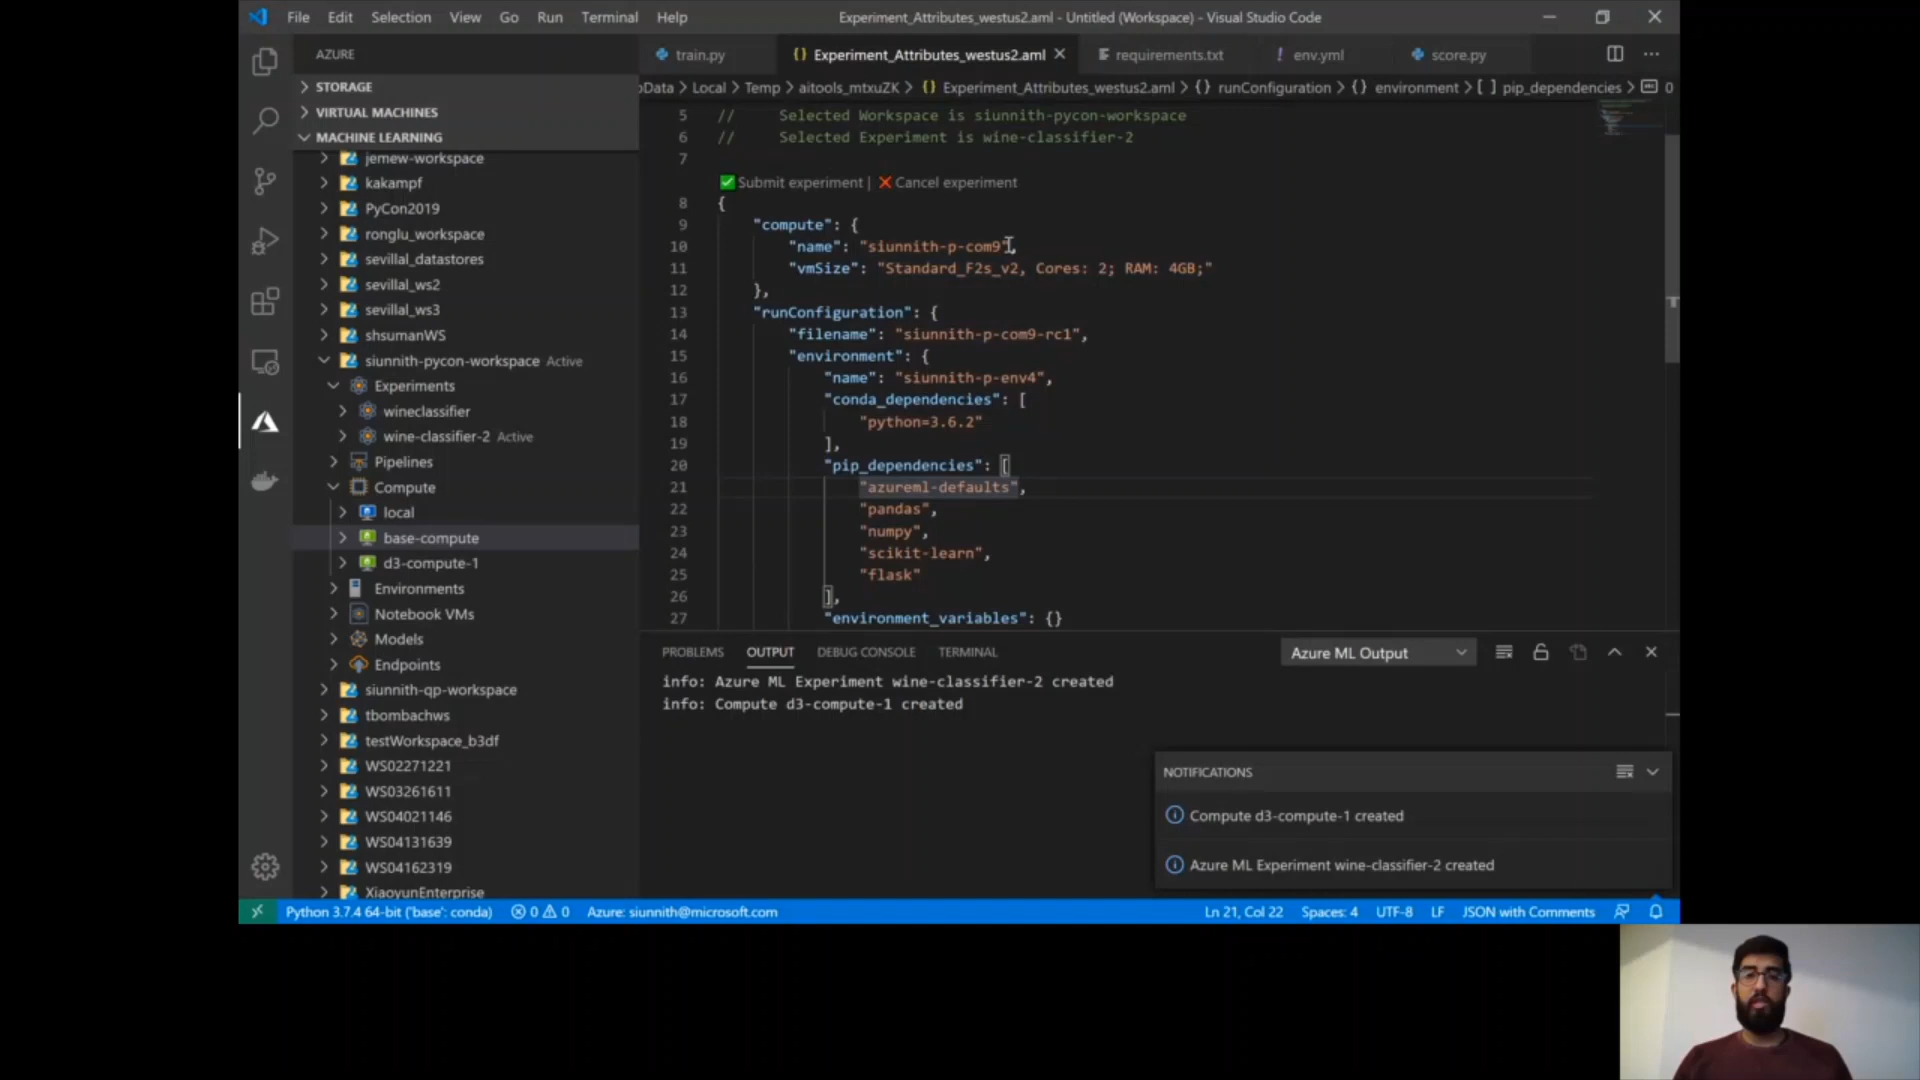 File Edit Selection View Go Run Terminal Help Experiment_Attributes_westus2.aml - Untitled (Workspace) - Visual Studio Code
AZURE
STORAGE
VIRTUAL MACHINES
MACHINE LEARNING
jemew-workspace
kakampf
PyCon2019
ronglu_workspace
sevillal_datastores
sevillal_ws2
sevillal_ws3
shsumanWS
siunnith-pycon-workspace Active
Experiments
wineclassifier
wine-classifier-2 Active
Pipelines
Compute
local
base-compute
d3-compute-1
Environments
Notebook VMs
Models
Endpoints
siunnith-qp-workspace
tbombachws
testWorkspace_b3df
WS02271221
WS03261611
WS04021146
WS04131639
WS04162319
XiaoyunEnterprise
train.py {} Experiment_Attributes_westus2.aml requirements.txt ! env.yml score.py
oData > Local > Temp > aitools_mtxuZK > {} Experiment_Attributes_westus2.aml > {} runConfiguration > {} environment > [ ] pip_dependencies > 0
5 // Selected Workspace is siunnith-pycon-workspace
6 // Selected Experiment is wine-classifier-2
7
Submit experiment | Cancel experiment
8 {
9 "compute": {
10 "name": "siunnith-p-com9",
11 "vmSize": "Standard_F2s_v2, Cores: 2; RAM: 4GB;"
12 },
13 "runConfiguration": {
14 "filename": "siunnith-p-com9-rc1",
15 "environment": {
16 "name": "siunnith-p-env4",
17 "conda_dependencies": [
18 "python=3.6.2"
19 ],
20 "pip_dependencies": [
21 "azureml-defaults",
22 "pandas",
23 "numpy",
24 "scikit-learn",
25 "flask"
26 ],
27 "environment_variables": {}
PROBLEMS OUTPUT DEBUG CONSOLE TERMINAL Azure ML Output
info: Azure ML Experiment wine-classifier-2 created
info: Compute d3-compute-1 created
NOTIFICATIONS
Compute d3-compute-1 created
Azure ML Experiment wine-classifier-2 created
Python 3.7.4 64-bit ('base': conda) 0 0 Azure: siunnith@microsoft.com Ln 21, Col 22 Spaces: 4 UTF-8 LF JSON with Comments